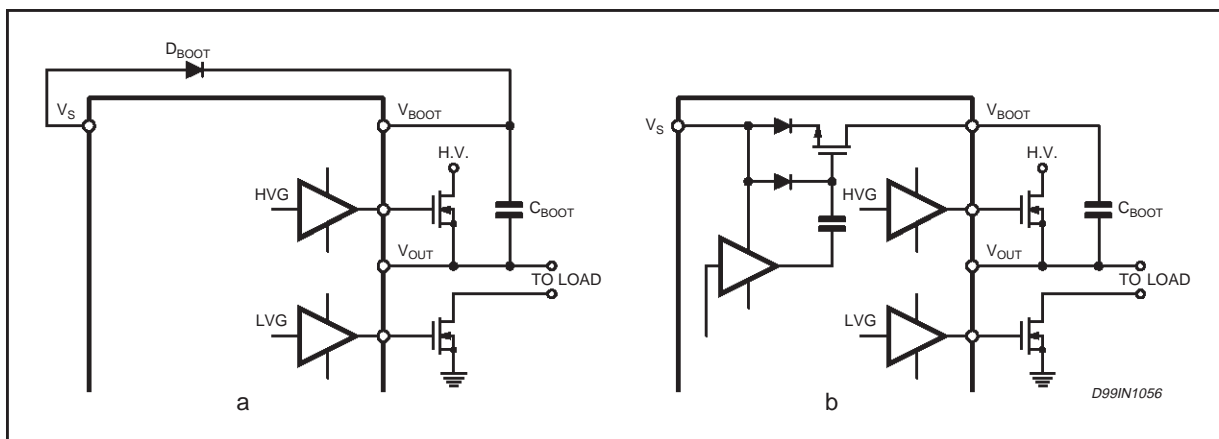 DBOOT
VS
VBOOT
H.V.
HVG
CBOOT
VOUT
TO LOAD
LVG
a
VS
VBOOT
H.V.
HVG
CBOOT
VOUT
TO LOAD
LVG
b
D99IN1056